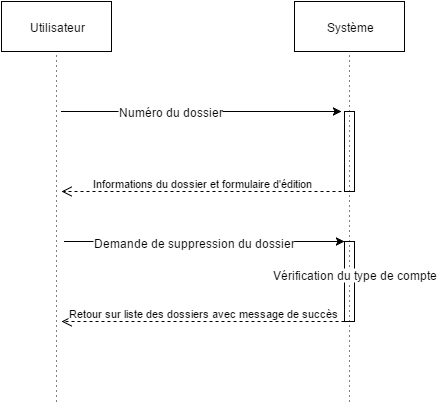 Utilisateur
Système
Numéro du dossier
Informations du dossier et formulaire d'édition
Demande de suppression du dossier
Vérification du type de compte
Retour sur liste des dossiers avec message de succès